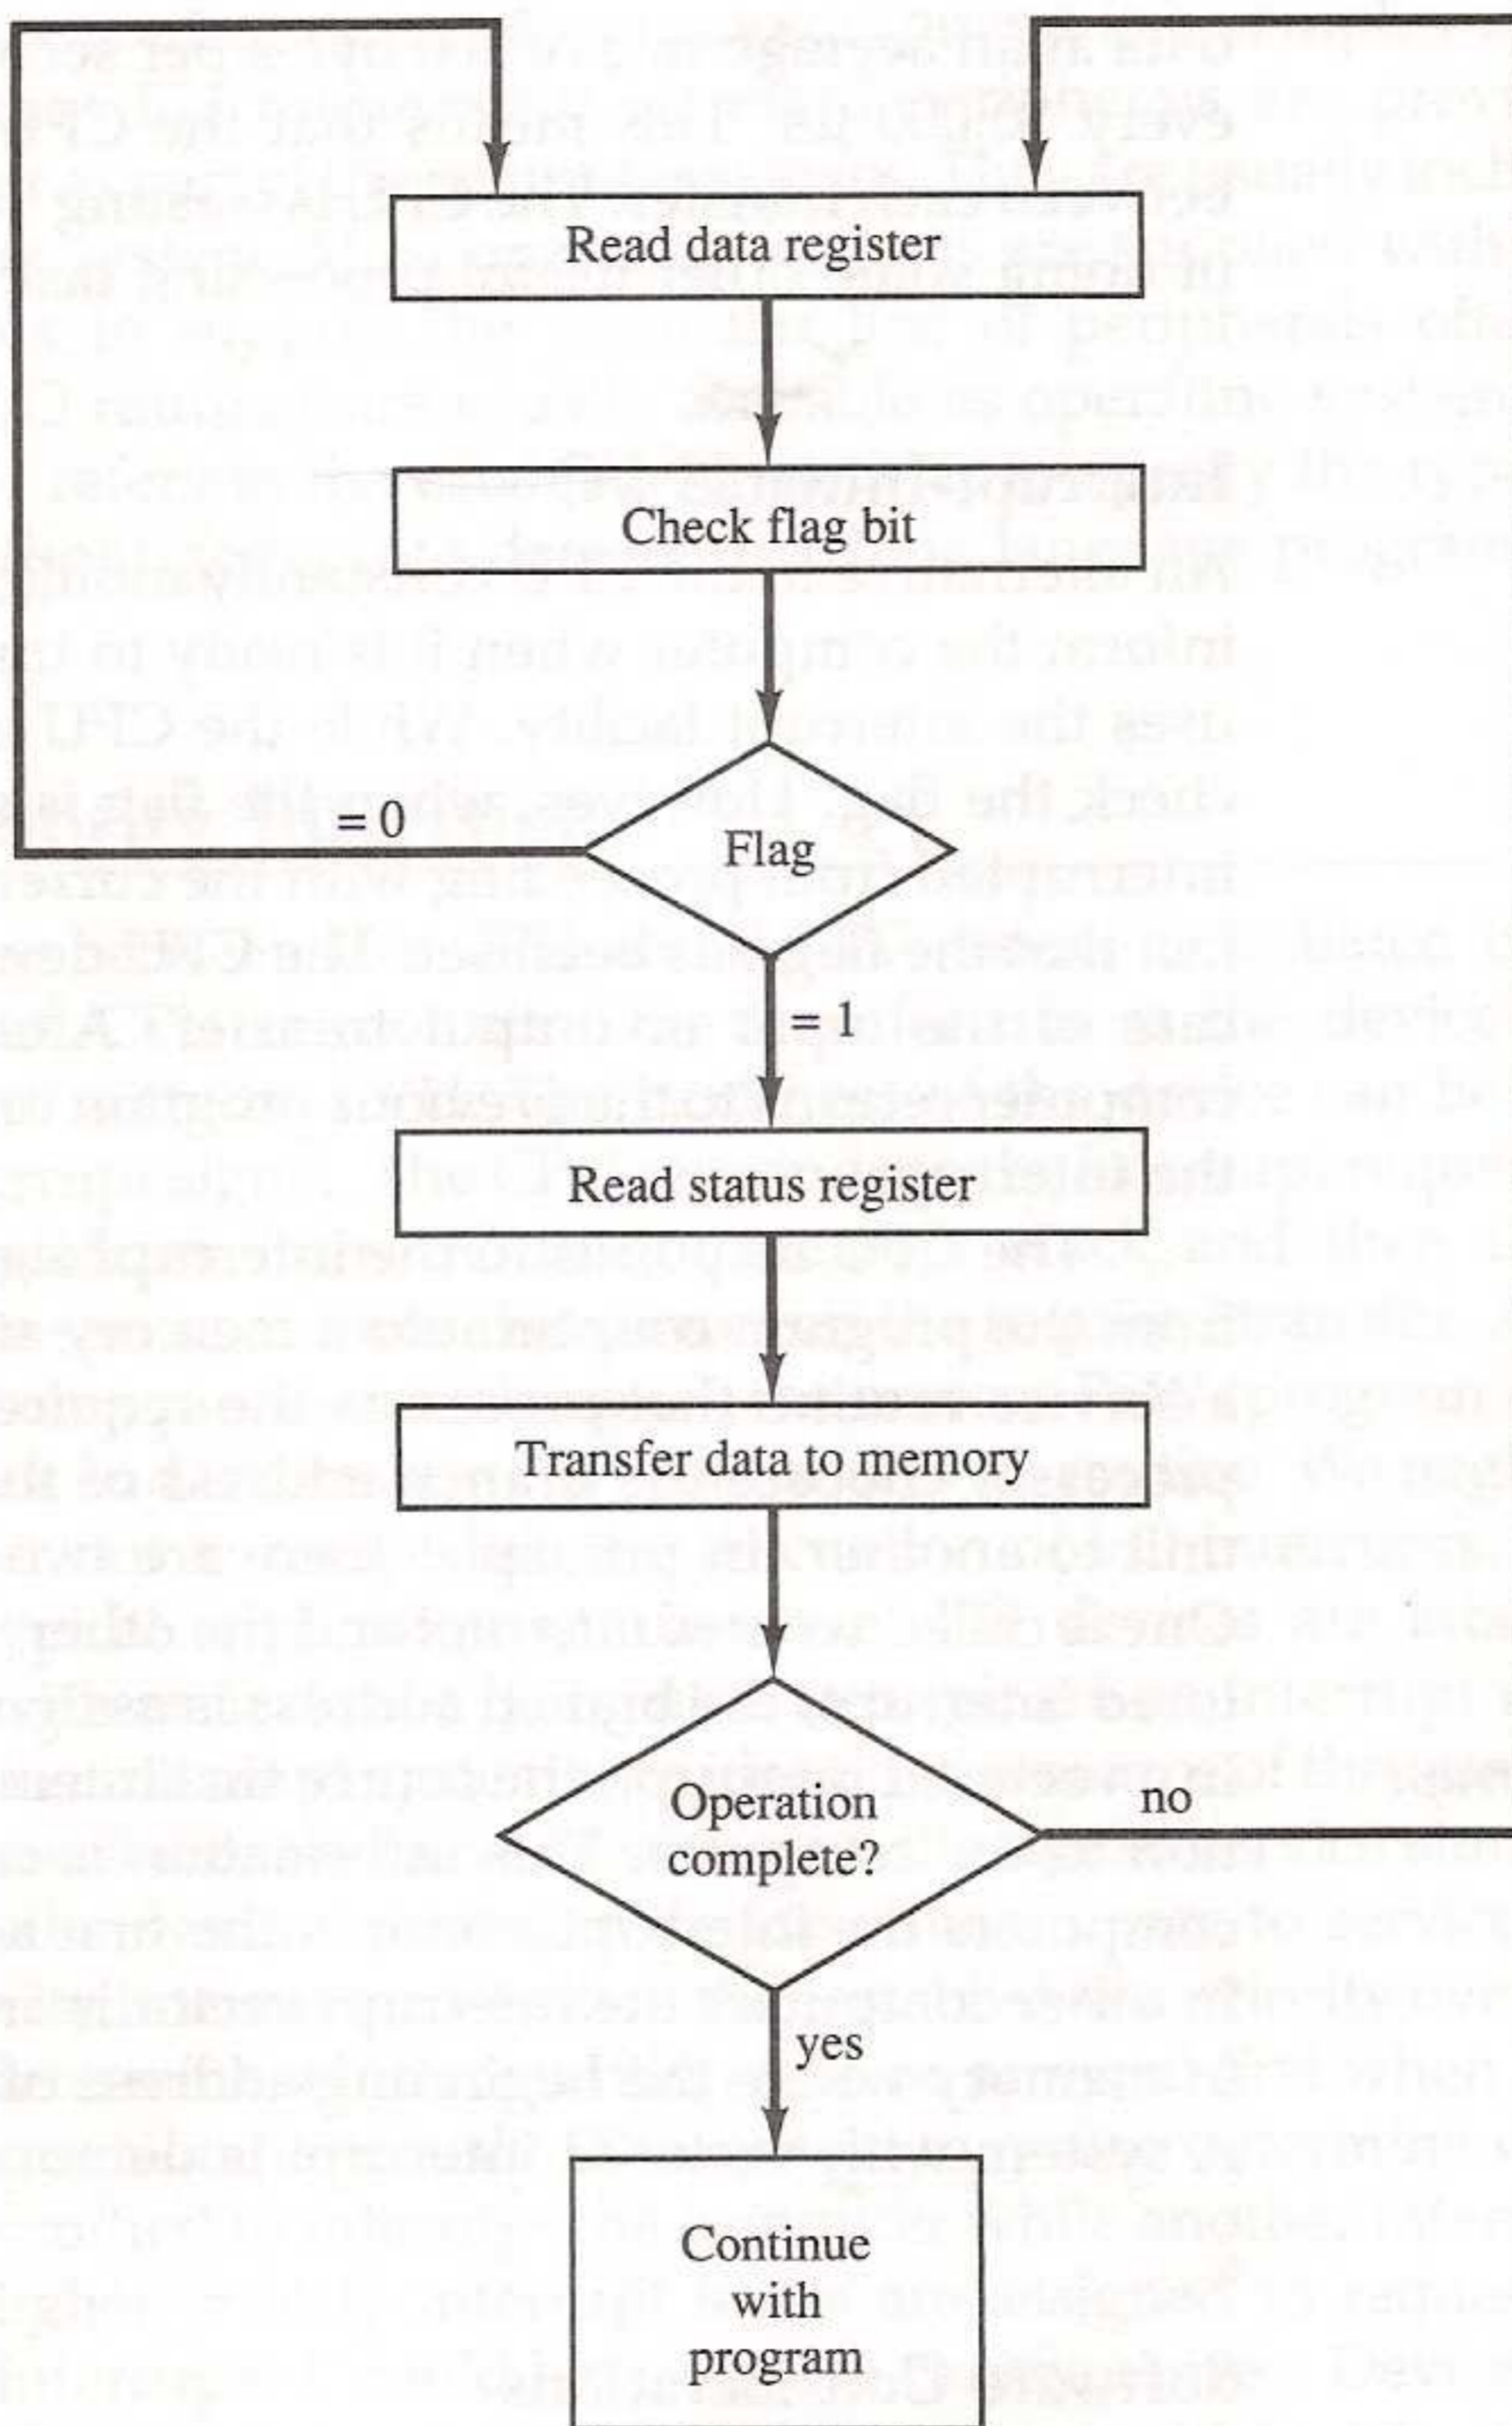 Read data register
Check flag bit
= 0
Flag
= 1
Read status register
Transfer data to memory
Operation
complete?
no
yes
Continue
with
program